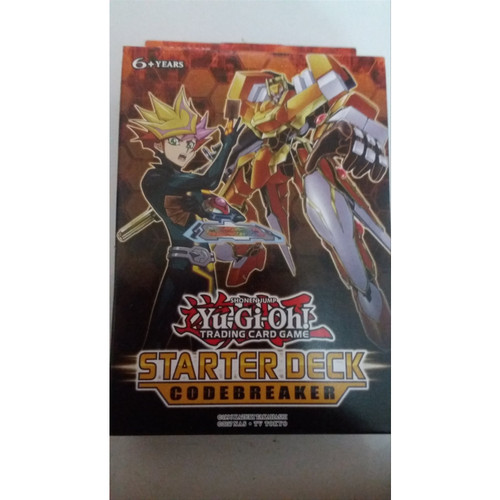 6+ YEARS
SHONEN JUMP
Yu-Gi-Oh!
TRADING CARD GAME
STARTER DECK
CODEBREAKER